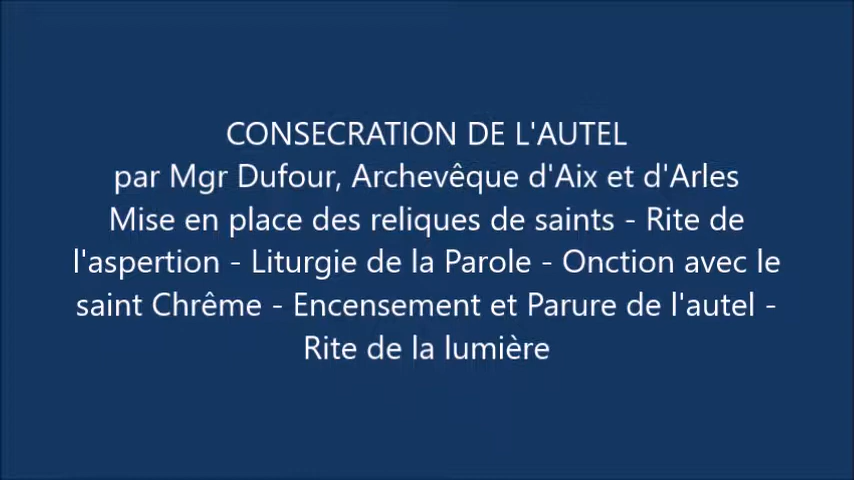 CONSECRATION DE L'AUTEL
par Mgr Dufour, Archevêque d'Aix et d'Arles
Mise en place des reliques de saints - Rite de
l'aspertion - Liturgie de la Parole - Onction avec le
saint Chrême - Encensement et Parure de l'autel -
Rite de la lumière